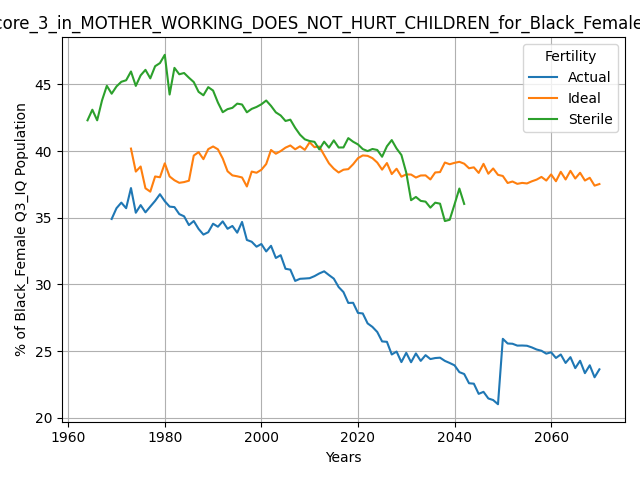 core_3_in_MOTHER_WORKING_DOES_NOT_HURT_CHILDREN_for_Black_Female
% of Black_Female Q3_IQ Population
45
40
35
30
25
20
Fertility
Actual
Ideal
Sterile
1960
1980
2000
2020
2040
2060
Years